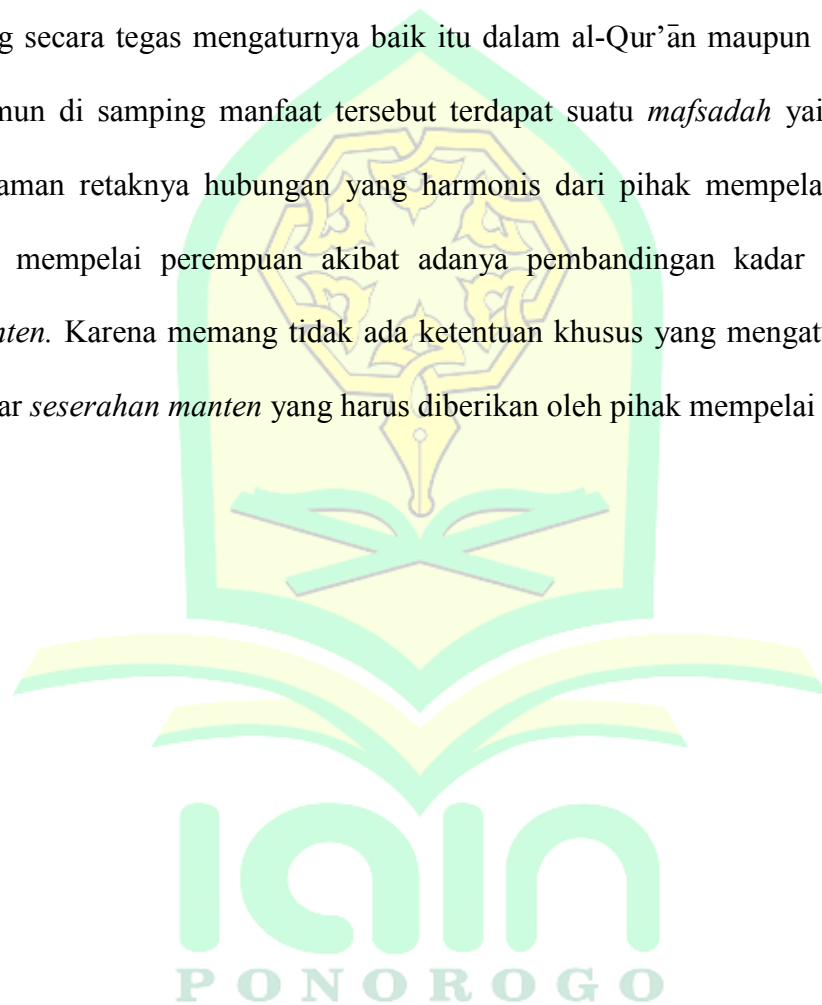 g secara tegas mengaturnya baik itu dalam al-Qur’ān maupun
mun di samping manfaat tersebut terdapat suatu mafsadah yai
aman retaknya hubungan yang harmonis dari pihak mempela
mempelai perempuan akibat adanya pembandingan kadar
nten. Karena memang tidak ada ketentuan khusus yang mengat
ar seserahan manten yang harus diberikan oleh pihak mempelai
iain
PONOROGO